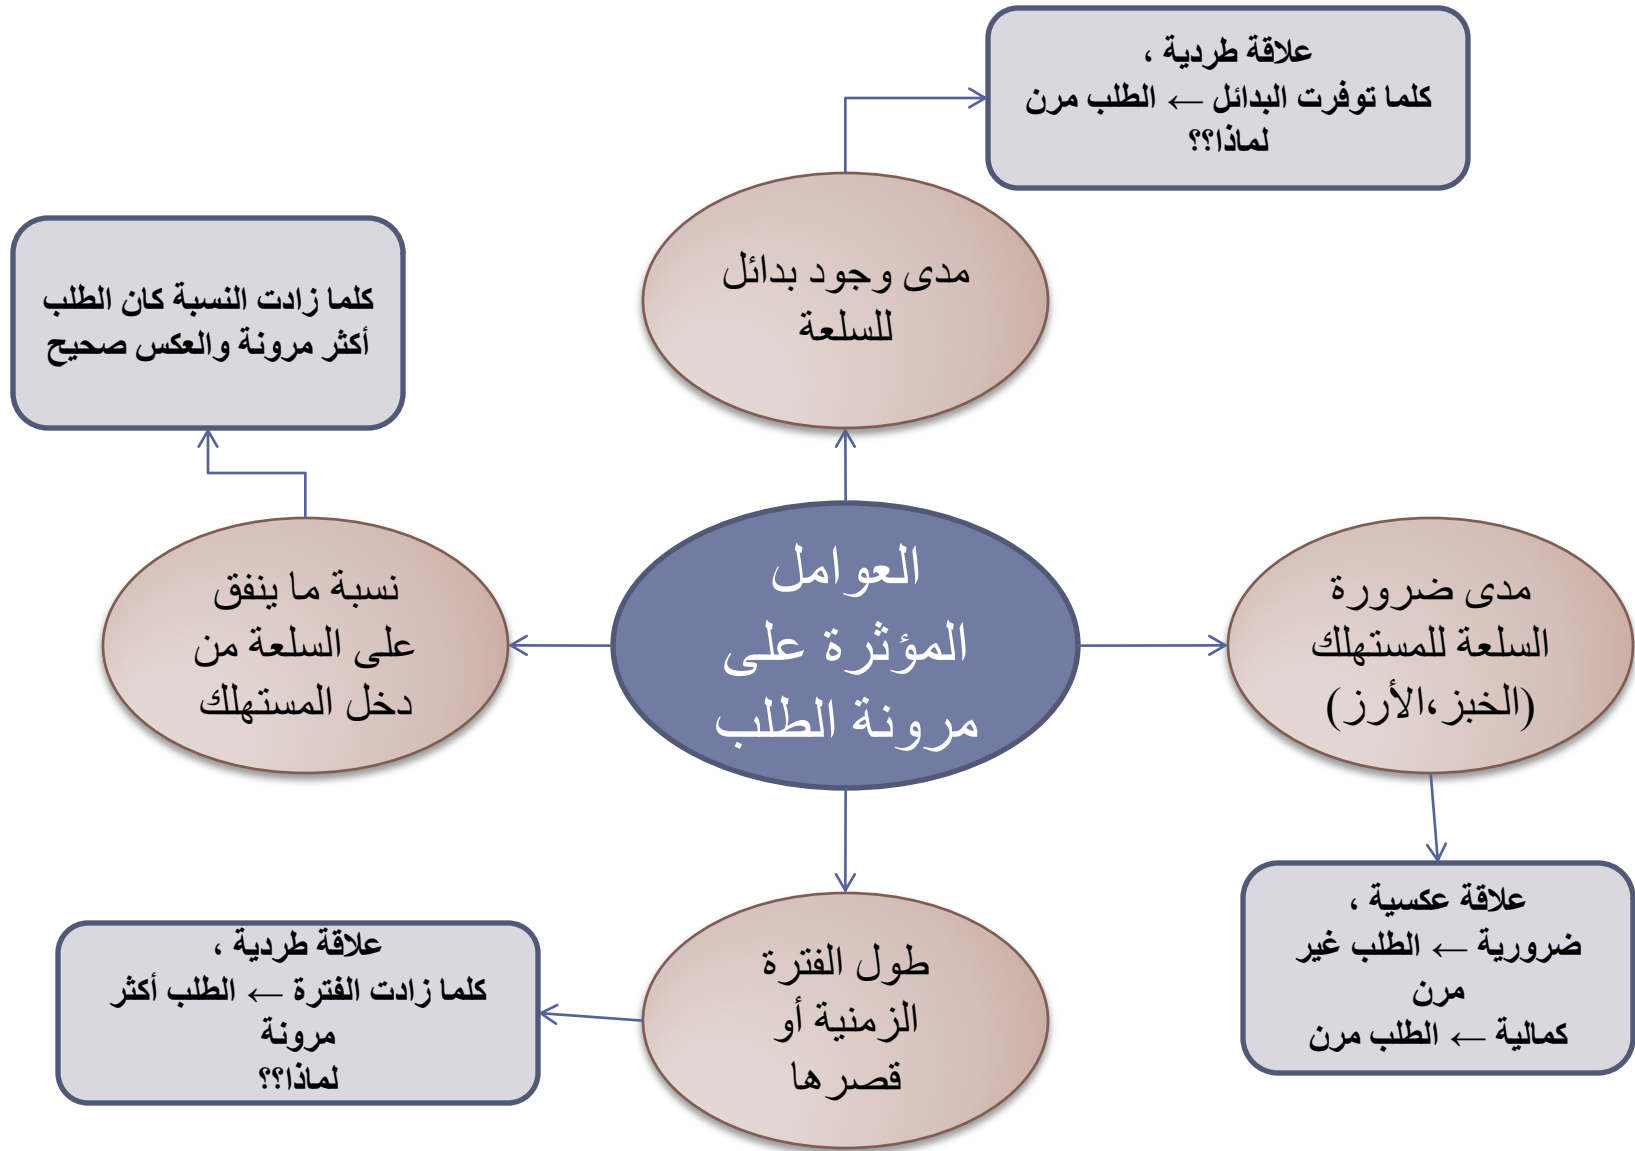 علاقة طردية ،
كلما توفرت البدائل ← الطلب مرن
لماذا؟؟
مدى وجود بدائل
للسلعة
كلما زادت النسبة كان الطلب
أكثر مرونة والعكس صحيح
العوامل
المؤثرة على
مرونة الطلب
مدى ضرورة
السلعة للمستهلك
(الخبز،الأرز)
نسبة ما ينفق
على السلعة من
دخل المستهلك
علاقة عكسية ،
ضرورية ← الطلب غير
مرن
كمالية ← الطلب مرن
طول الفترة
الزمنية أو
قصرها
علاقة طردية ،
كلما زادت الفترة ← الطلب أكثر
مرونة
لماذا؟؟